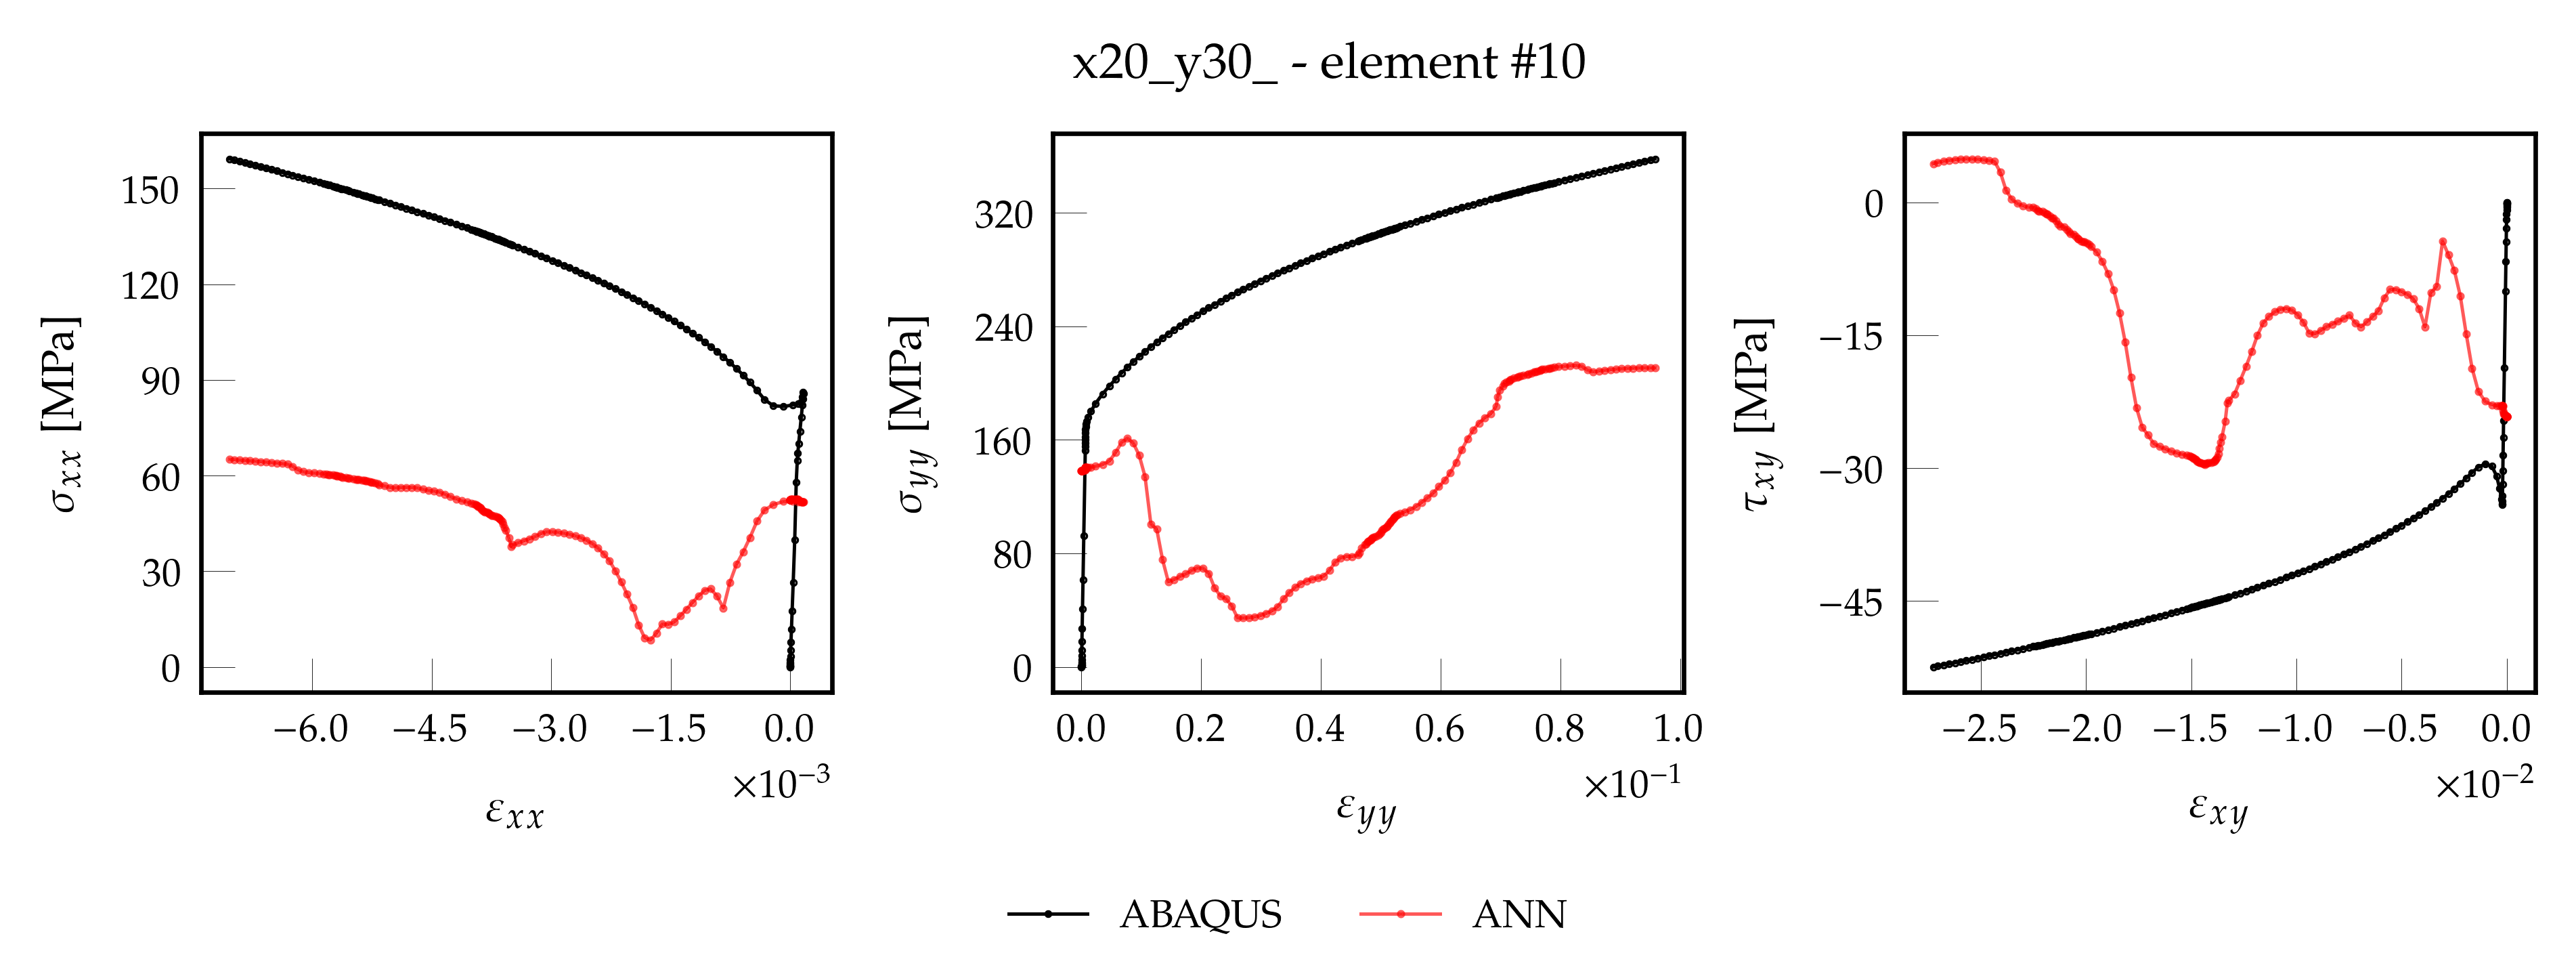 x20_y30_ - element #10
σxx [MPa]
150
120
90
60
30
0
−6.0 −4.5 −3.0 −1.5 0.0
×10−3
εxx
σyy [MPa]
320
240
160
80
0
0.0 0.2 0.4 0.6 0.8 1.0
×10−1
εyy
τxy [MPa]
0
−15
−30
−45
−2.5 −2.0 −1.5 −1.0 −0.5 0.0
×10−2
εxy
ABAQUS ANN